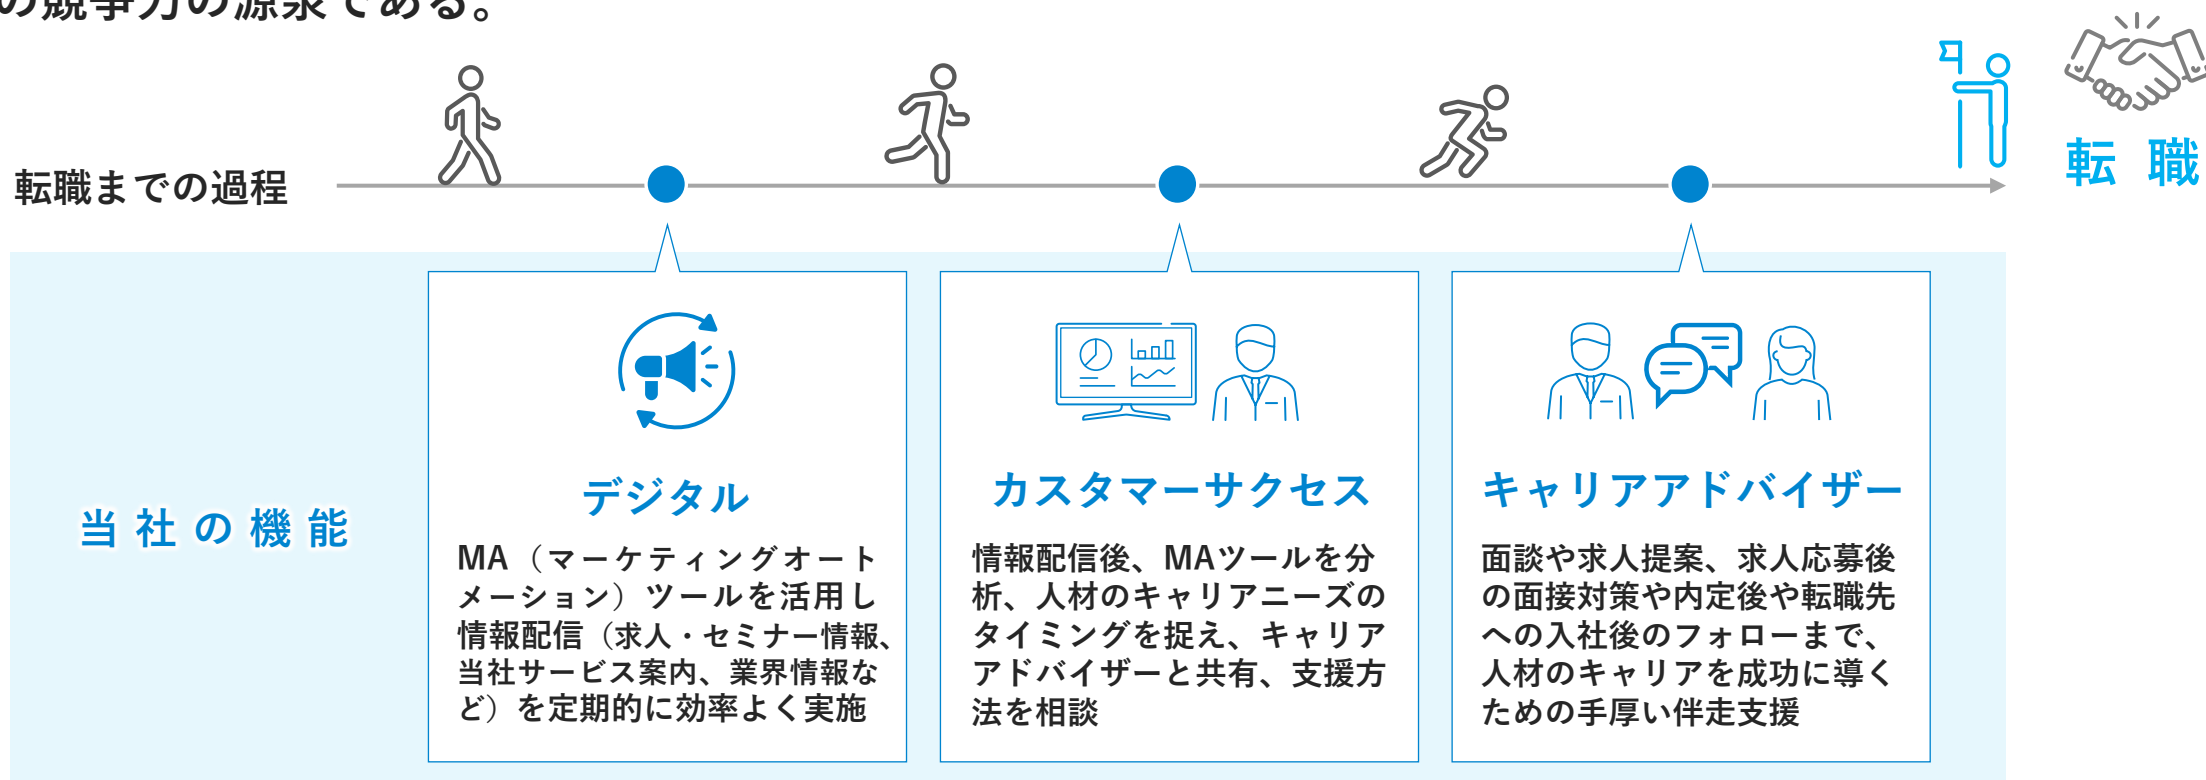 の競争力の源泉である。
転職までの過程
転職
当社の機能
デジタル
MA（マーケティングオート
メーション）ツールを活用し
情報配信（求人・セミナー情報、
当社サービス案内、業界情報な
ど）を定期的に効率よく実施
カスタマーサクセス
情報配信後、MAツールを分
析、人材のキャリアニーズの
タイミングを捉え、キャリア
アドバイザーと共有、支援方
法を相談
キャリアアドバイザー
面談や求人提案、求人応募後
の面接対策や内定後や転職先
への入社後のフォローまで、
人材のキャリアを成功に導く
ための手厚い伴走支援